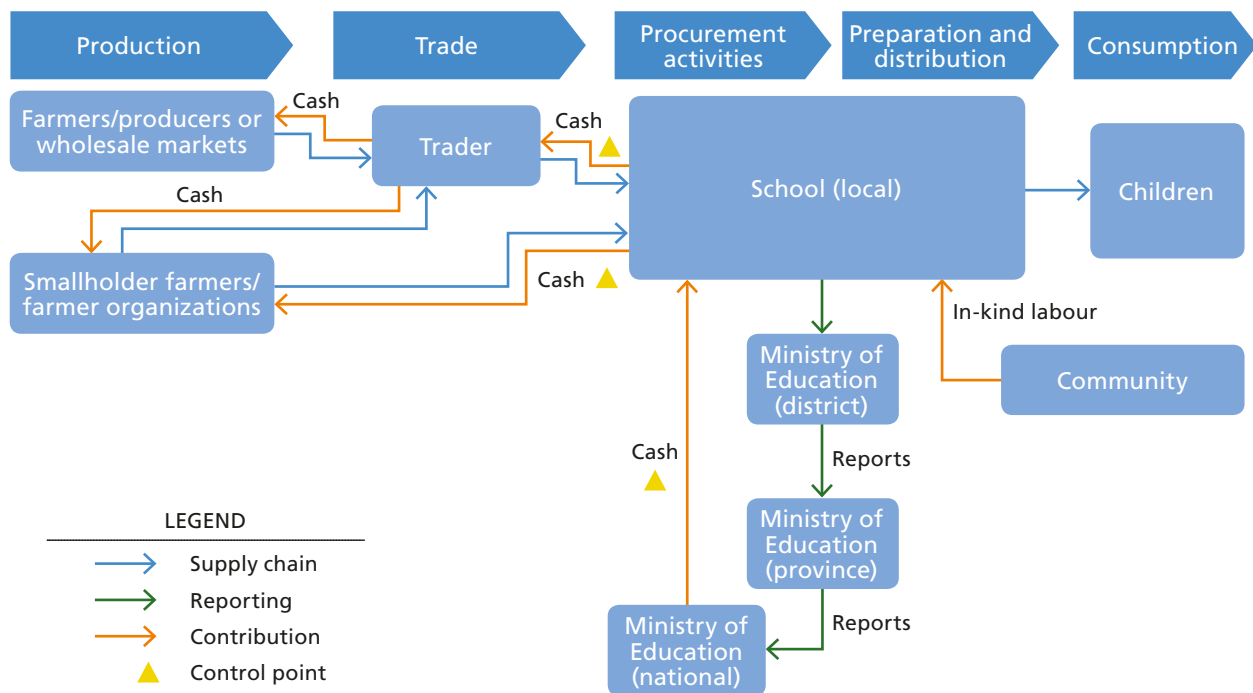 Production
Trade
Procurement
activities
Preparation and
distribution
Consumption
Farmers/producers or
wholesale markets
Cash
Trader
Cash
School (local)
Children
Cash
Smallholder farmers/
farmer organizations
Cash
In-kind labour
Community
Ministry of
Education
(district)
Cash
Reports
Ministry of
Education
(province)
Reports
Ministry of
Education
(national)
LEGEND
Supply chain
Reporting
Contribution
Control point